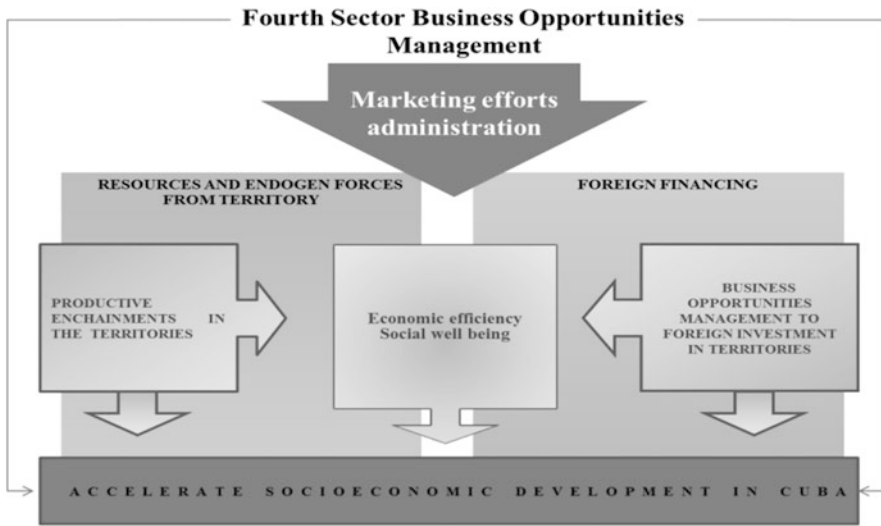 Fourth Sector Business Opportunities
Management
Marketing efforts
administration
RESOURCES AND ENDOGEN FORCES
FROM TERRITORY
FOREIGN FINANCING
PRODUCTIVE
ENCHAINMENTS IN
THE TERRITORIES
Economic efficiency
Social well being
BUSINESS
OPPORTUNITIES
MANAGEMENT TO
FOREIGN INVESTMENT
IN TERRITORIES
ACCELERATE SOCIOECONOMIC DEVELOPMENT IN CUBA